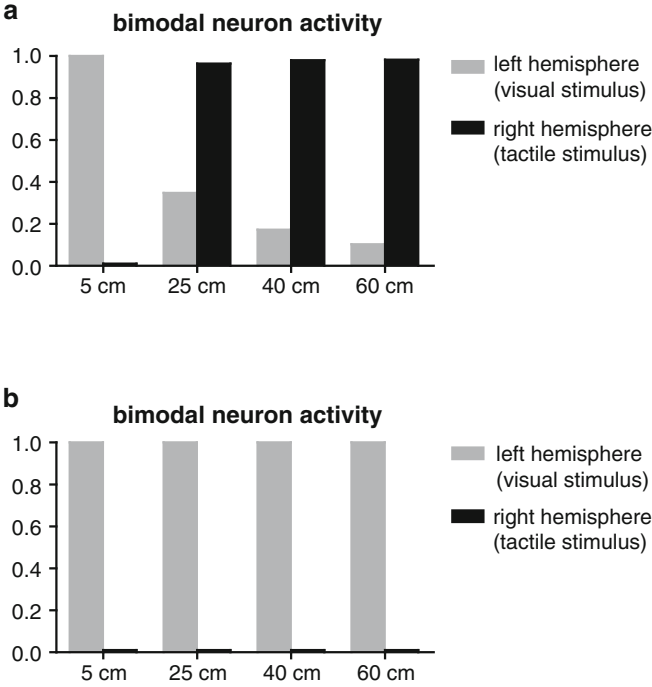 a
bimodal neuron activity
1.0
0.8
0.6
0.4
0.2
0.0
5 cm 25 cm 40 cm 60 cm
left hemisphere
(visual stimulus)
right hemisphere
(tactile stimulus)
b
bimodal neuron activity
1.0
0.8
0.6
0.4
0.2
0.0
5 cm 25 cm 40 cm 60 cm
left hemisphere
(visual stimulus)
right hemisphere
(tactile stimulus)